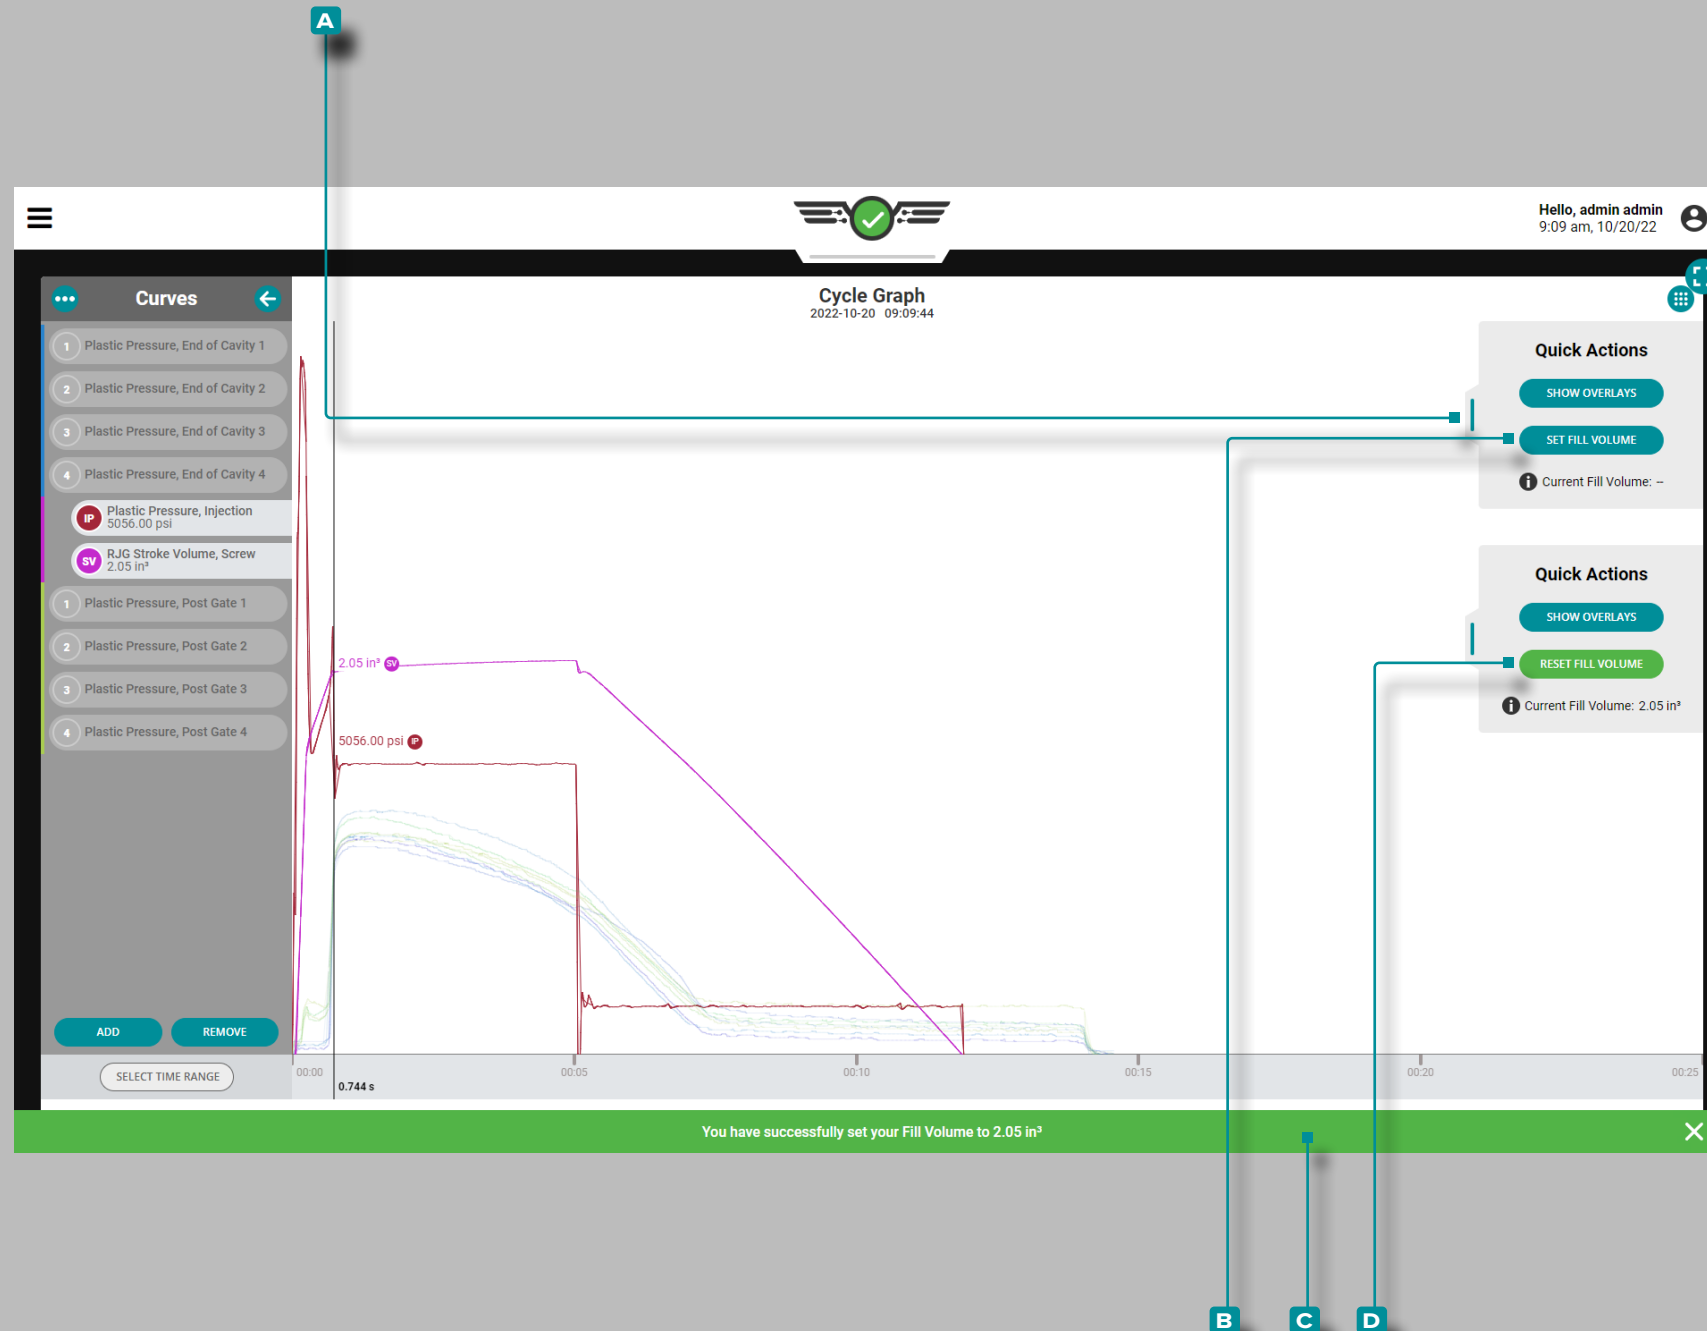 A
Hello, admin admin
9:09 am, 10/20/22
Curves
Cycle Graph
2022-10-20 09:09:44
1 Plastic Pressure, End of Cavity 1
2 Plastic Pressure, End of Cavity 2
3 Plastic Pressure, End of Cavity 3
4 Plastic Pressure, End of Cavity 4
IP Plastic Pressure, Injection
5056.00 psi
SV RJG Stroke Volume, Screw
2.05 in³
1 Plastic Pressure, Post Gate 1
2 Plastic Pressure, Post Gate 2
3 Plastic Pressure, Post Gate 3
4 Plastic Pressure, Post Gate 4
ADD REMOVE
SELECT TIME RANGE
2.05 in³ SV
5056.00 psi IP
00:00 00:05 00:10 00:15 00:20 00:25
0.744 s
Quick Actions
SHOW OVERLAYS
SET FILL VOLUME
i Current Fill Volume: --
Quick Actions
SHOW OVERLAYS
RESET FILL VOLUME
i Current Fill Volume: 2.05 in³
You have successfully set your Fill Volume to 2.05 in³
B C D